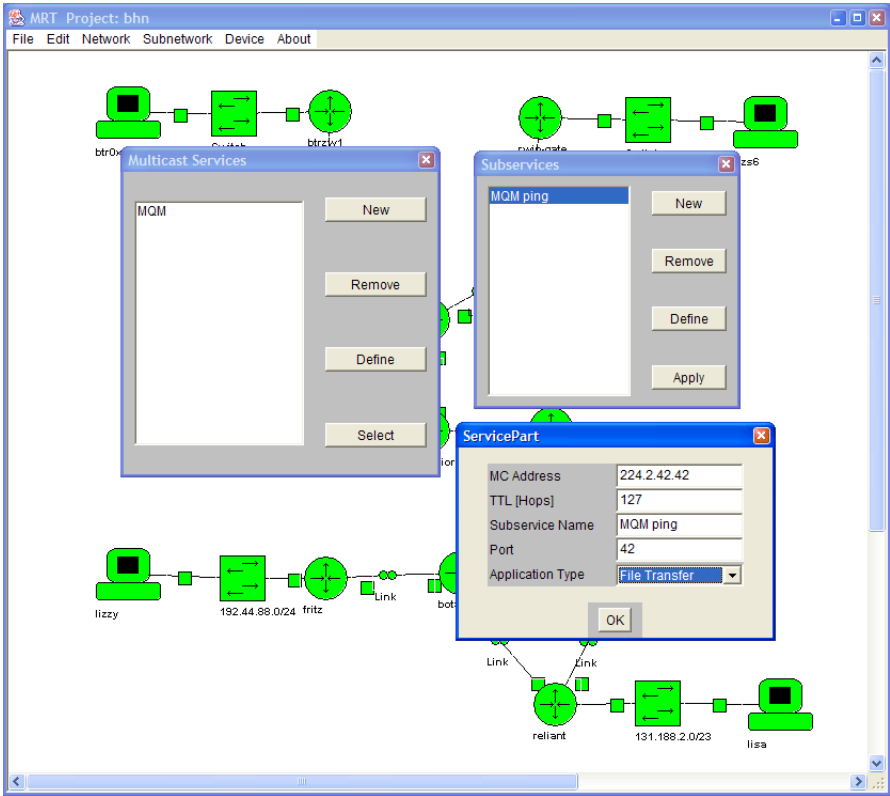 MRT Project: bhn
File Edit Network Subnetwork Device About
btrzw1
Multicast Services
MQM
New
Remove
Define
Select
Subservices
MQM ping
New
Remove
Define
Apply
zs6
ServicePart
MC Address 224.2.42.42
TTL [Hops] 127
Subservice Name MQM ping
Port 42
Application Type File Transfer
OK
lizzy
192.44.88.0/24
fritz
Link
Link
Link
reliant
131.188.2.0/23
lisa